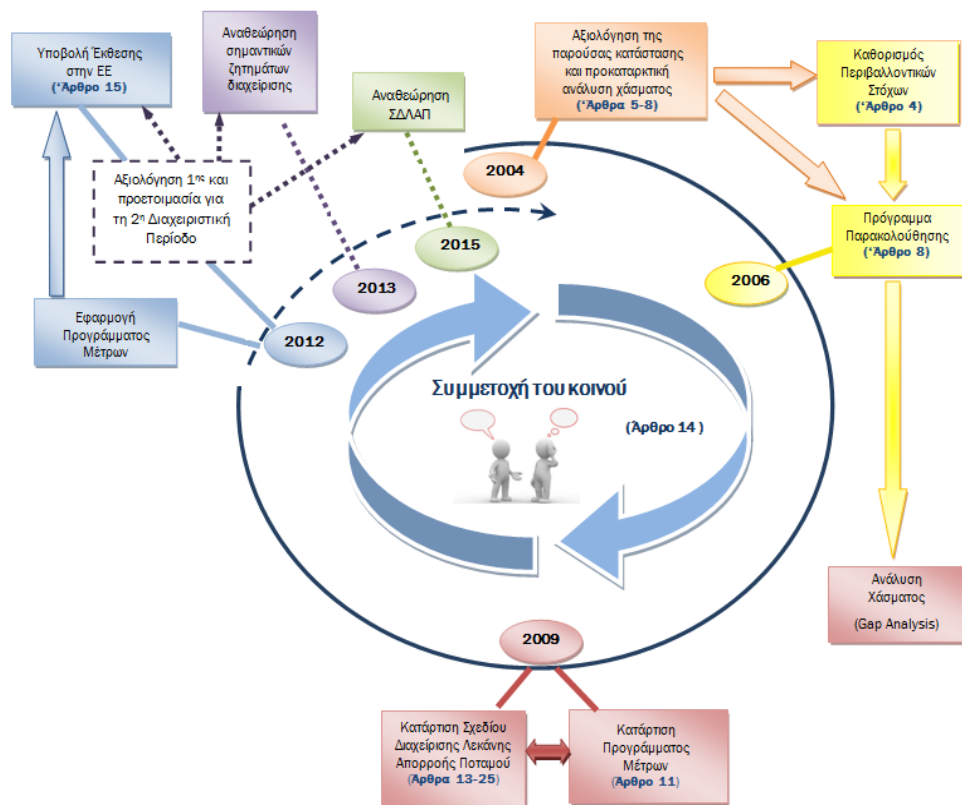 Υποβολή Έκθεσης
στην ΕΕ
(‘Άρθρο 15)
Αναθεώρηση
σημαντικών
ζητημάτων
διαχείρισης
Αναθεώρηση
ΣΔΛΑΠ
Αξιολόγηση της
παρούσας κατάστασης
και προκαταρκτική
ανάλυση χάσματος
(‘Άρθρα 5-8)
Καθορισμός
Περιβαλλοντικών
Στόχων
(‘Άρθρο 4)
Αξιολόγηση 1ης και
προετοιμασία για
τη 2η Διαχειριστική
Περίοδο
2004
2015
2013
2012
2006
Πρόγραμμα
Παρακολούθησης
(‘Άρθρο 8)
Εφαρμογή
Προγράμματος
Μέτρων
Συμμετοχή του κοινού
(Άρθρο 14 )
Ανάλυση
Χάσματος
(Gap Analysis)
2009
Κατάρτιση Σχεδίου
Διαχείρισης Λεκάνης
Απορροής Ποταμού
(Άρθρα 13-25)
Κατάρτιση
Προγράμματος
Μέτρων
(Άρθρο 11)